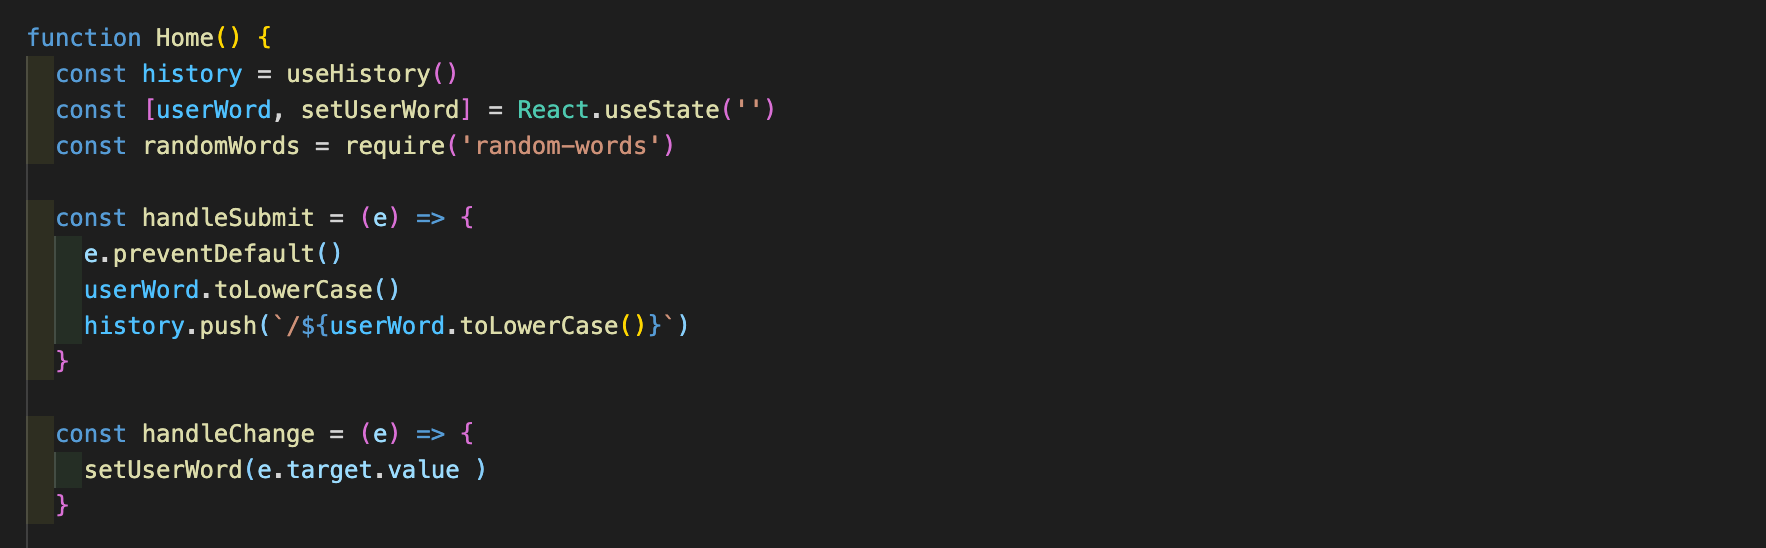 function Home() {
  const history = useHistory()
  const [userWord, setUserWord] = React.useState('')
  const randomWords = require('random-words')

  const handleSubmit = (e) => {
    e.preventDefault()
    userWord.toLowerCase()
    history.push(`/${userWord.toLowerCase()}`)
  }

  const handleChange = (e) => {
    setUserWord(e.target.value )
  }